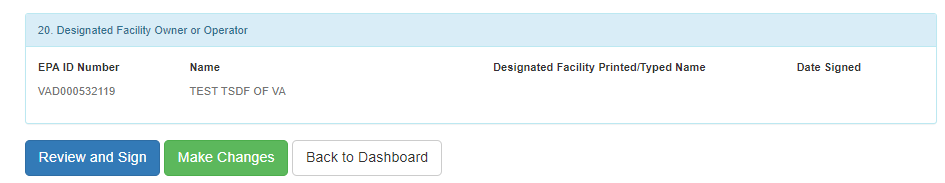 20. Designated Facility Owner or Operator
EPA ID Number Name Designated Facility Printed/Typed Name Date Signed
VAD000532119 TEST TSDF OF VA
Review and Sign Make Changes Back to Dashboard